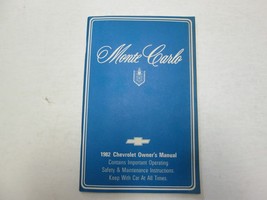 Monte Carlo
1982 Chevrolet Owner's Manual
Contains Important Operating
Safety & Maintenance Instructions
Keep With Car At All Times.